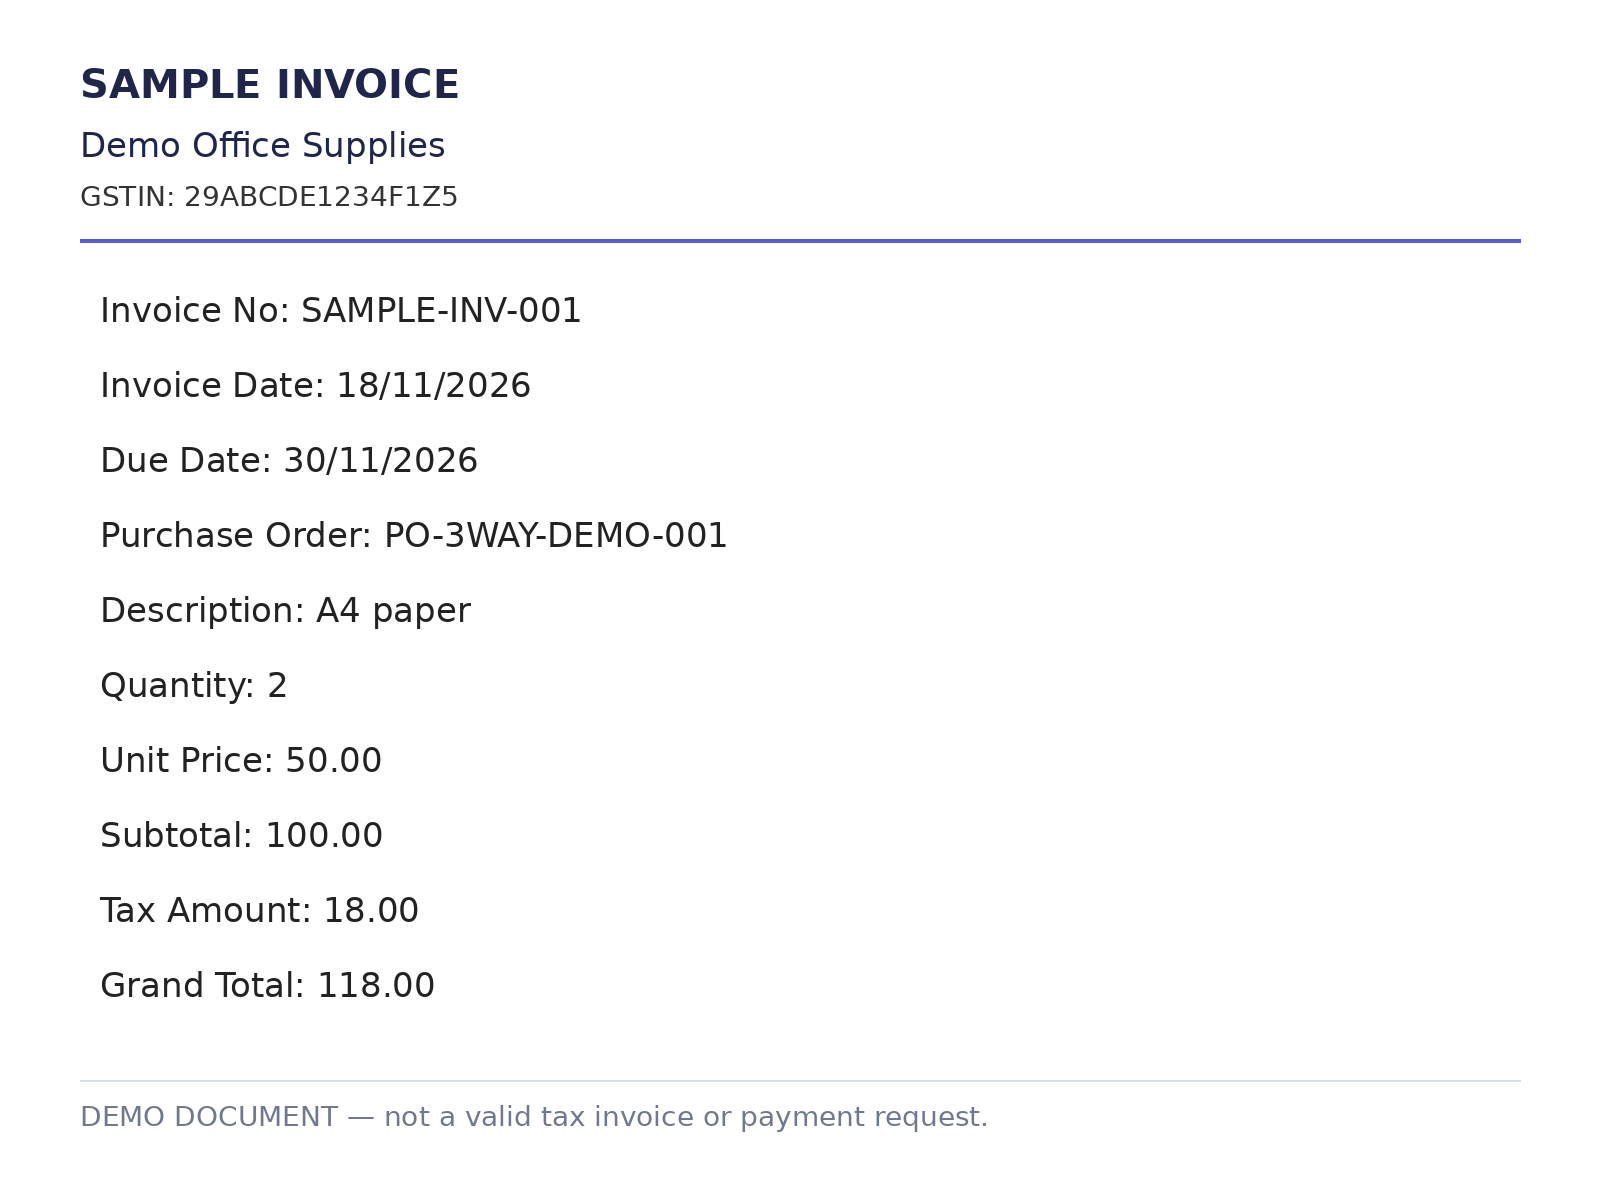 SAMPLE INVOICE
Demo Office Supplies
GSTIN: 29ABCDE1234F1Z5
Invoice No: SAMPLE-INV-001
Invoice Date: 18/11/2026
Due Date: 30/11/2026
Purchase Order: PO-3WAY-DEMO-001
Description: A4 paper
Quantity: 2
Unit Price: 50.00
Subtotal: 100.00
Tax Amount: 18.00
Grand Total: 118.00
DEMO DOCUMENT — not a valid tax invoice or payment request.